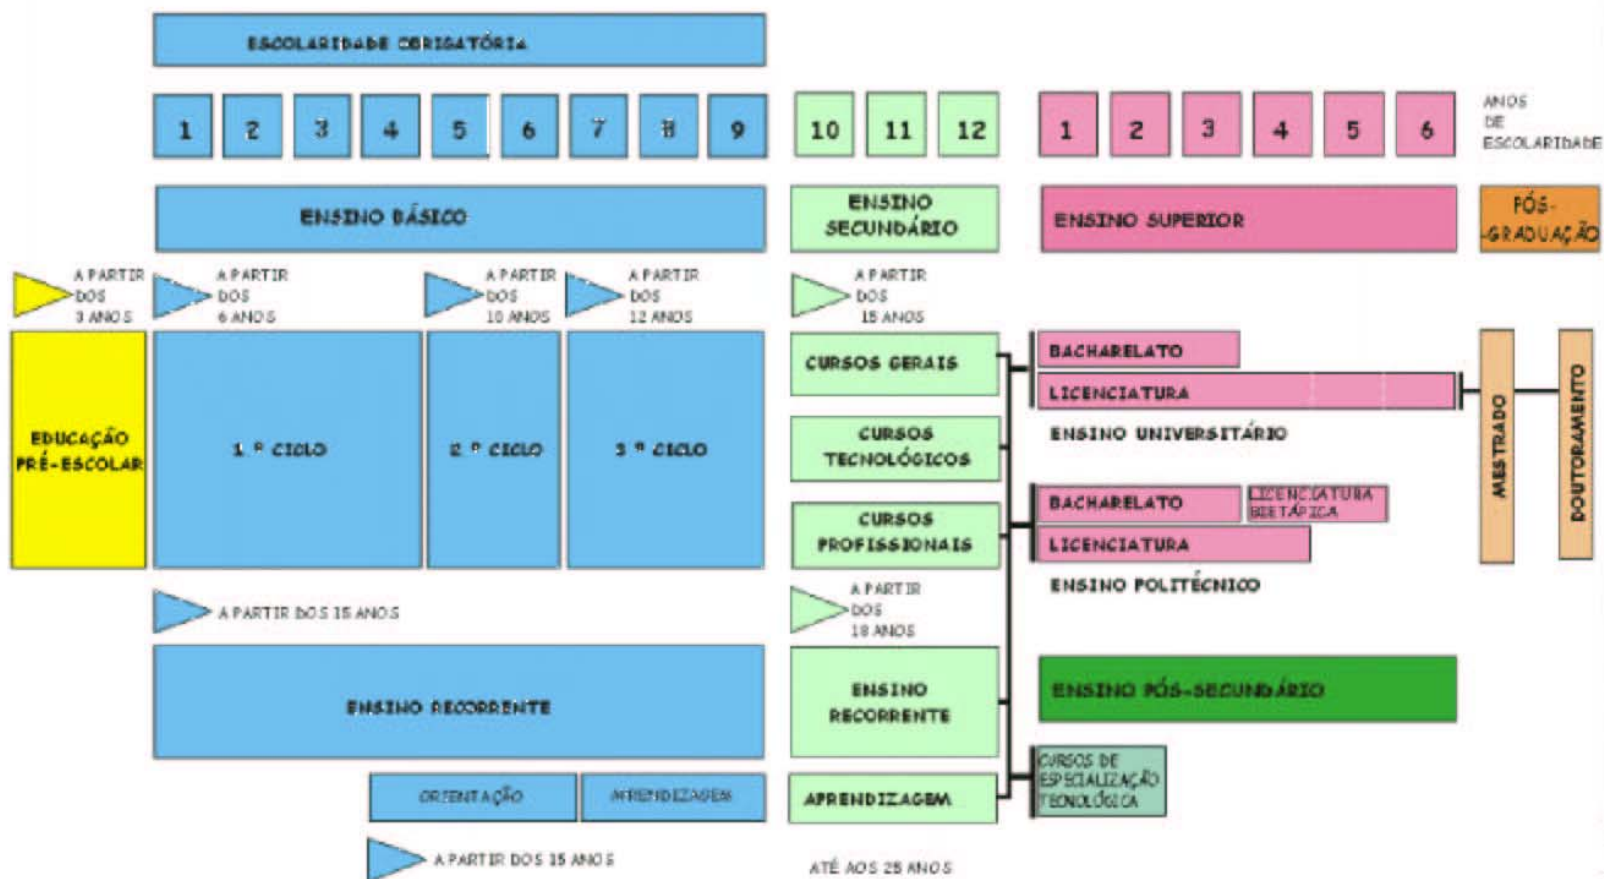 ESCOLARIDADE OBRIGATÓRIA
1 2 3 4 5 6 7 8 9 10 11 12 1 2 3 4 5 6
ANOS
DE
ESCOLARIDADE
ENSINO BÁSICO
ENSINO
SECUNDÁRIO
ENSINO SUPERIOR
PÓS-
-GRADUAÇÃO
A PARTIR
DOS
3 ANOS
A PARTIR
DOS
6 ANOS
A PARTIR
DOS
10 ANOS
A PARTIR
DOS
12 ANOS
A PARTIR
DOS
15 ANOS
EDUCAÇÃO
PRÉ-ESCOLAR
1 º CICLO
2 º CICLO
3 º CICLO
CURSOS GERAIS
CURSOS
TECNOLÓGICOS
CURSOS
PROFISSIONAIS
BACHARELATO
LICENCIATURA
ENSINO UNIVERSITÁRIO
BACHARELATO
LICENCIATURA
BIETÁPICA
LICENCIATURA
ENSINO POLITÉCNICO
MESTRADO
DOUTORAMENTO
A PARTIR DOS 15 ANOS
A PARTIR
DOS
18 ANOS
ENSINO RECORRENTE
ENSINO
RECORRENTE
ENSINO PÓS-SECUNDÁRIO
ORIENTAÇÃO
APRENDIZAGEM
APRENDIZAGEM
CURSOS DE
ESPECIALIZAÇÃO
TECNOLÓGICA
A PARTIR DOS 15 ANOS
ATÉ AOS 25 ANOS